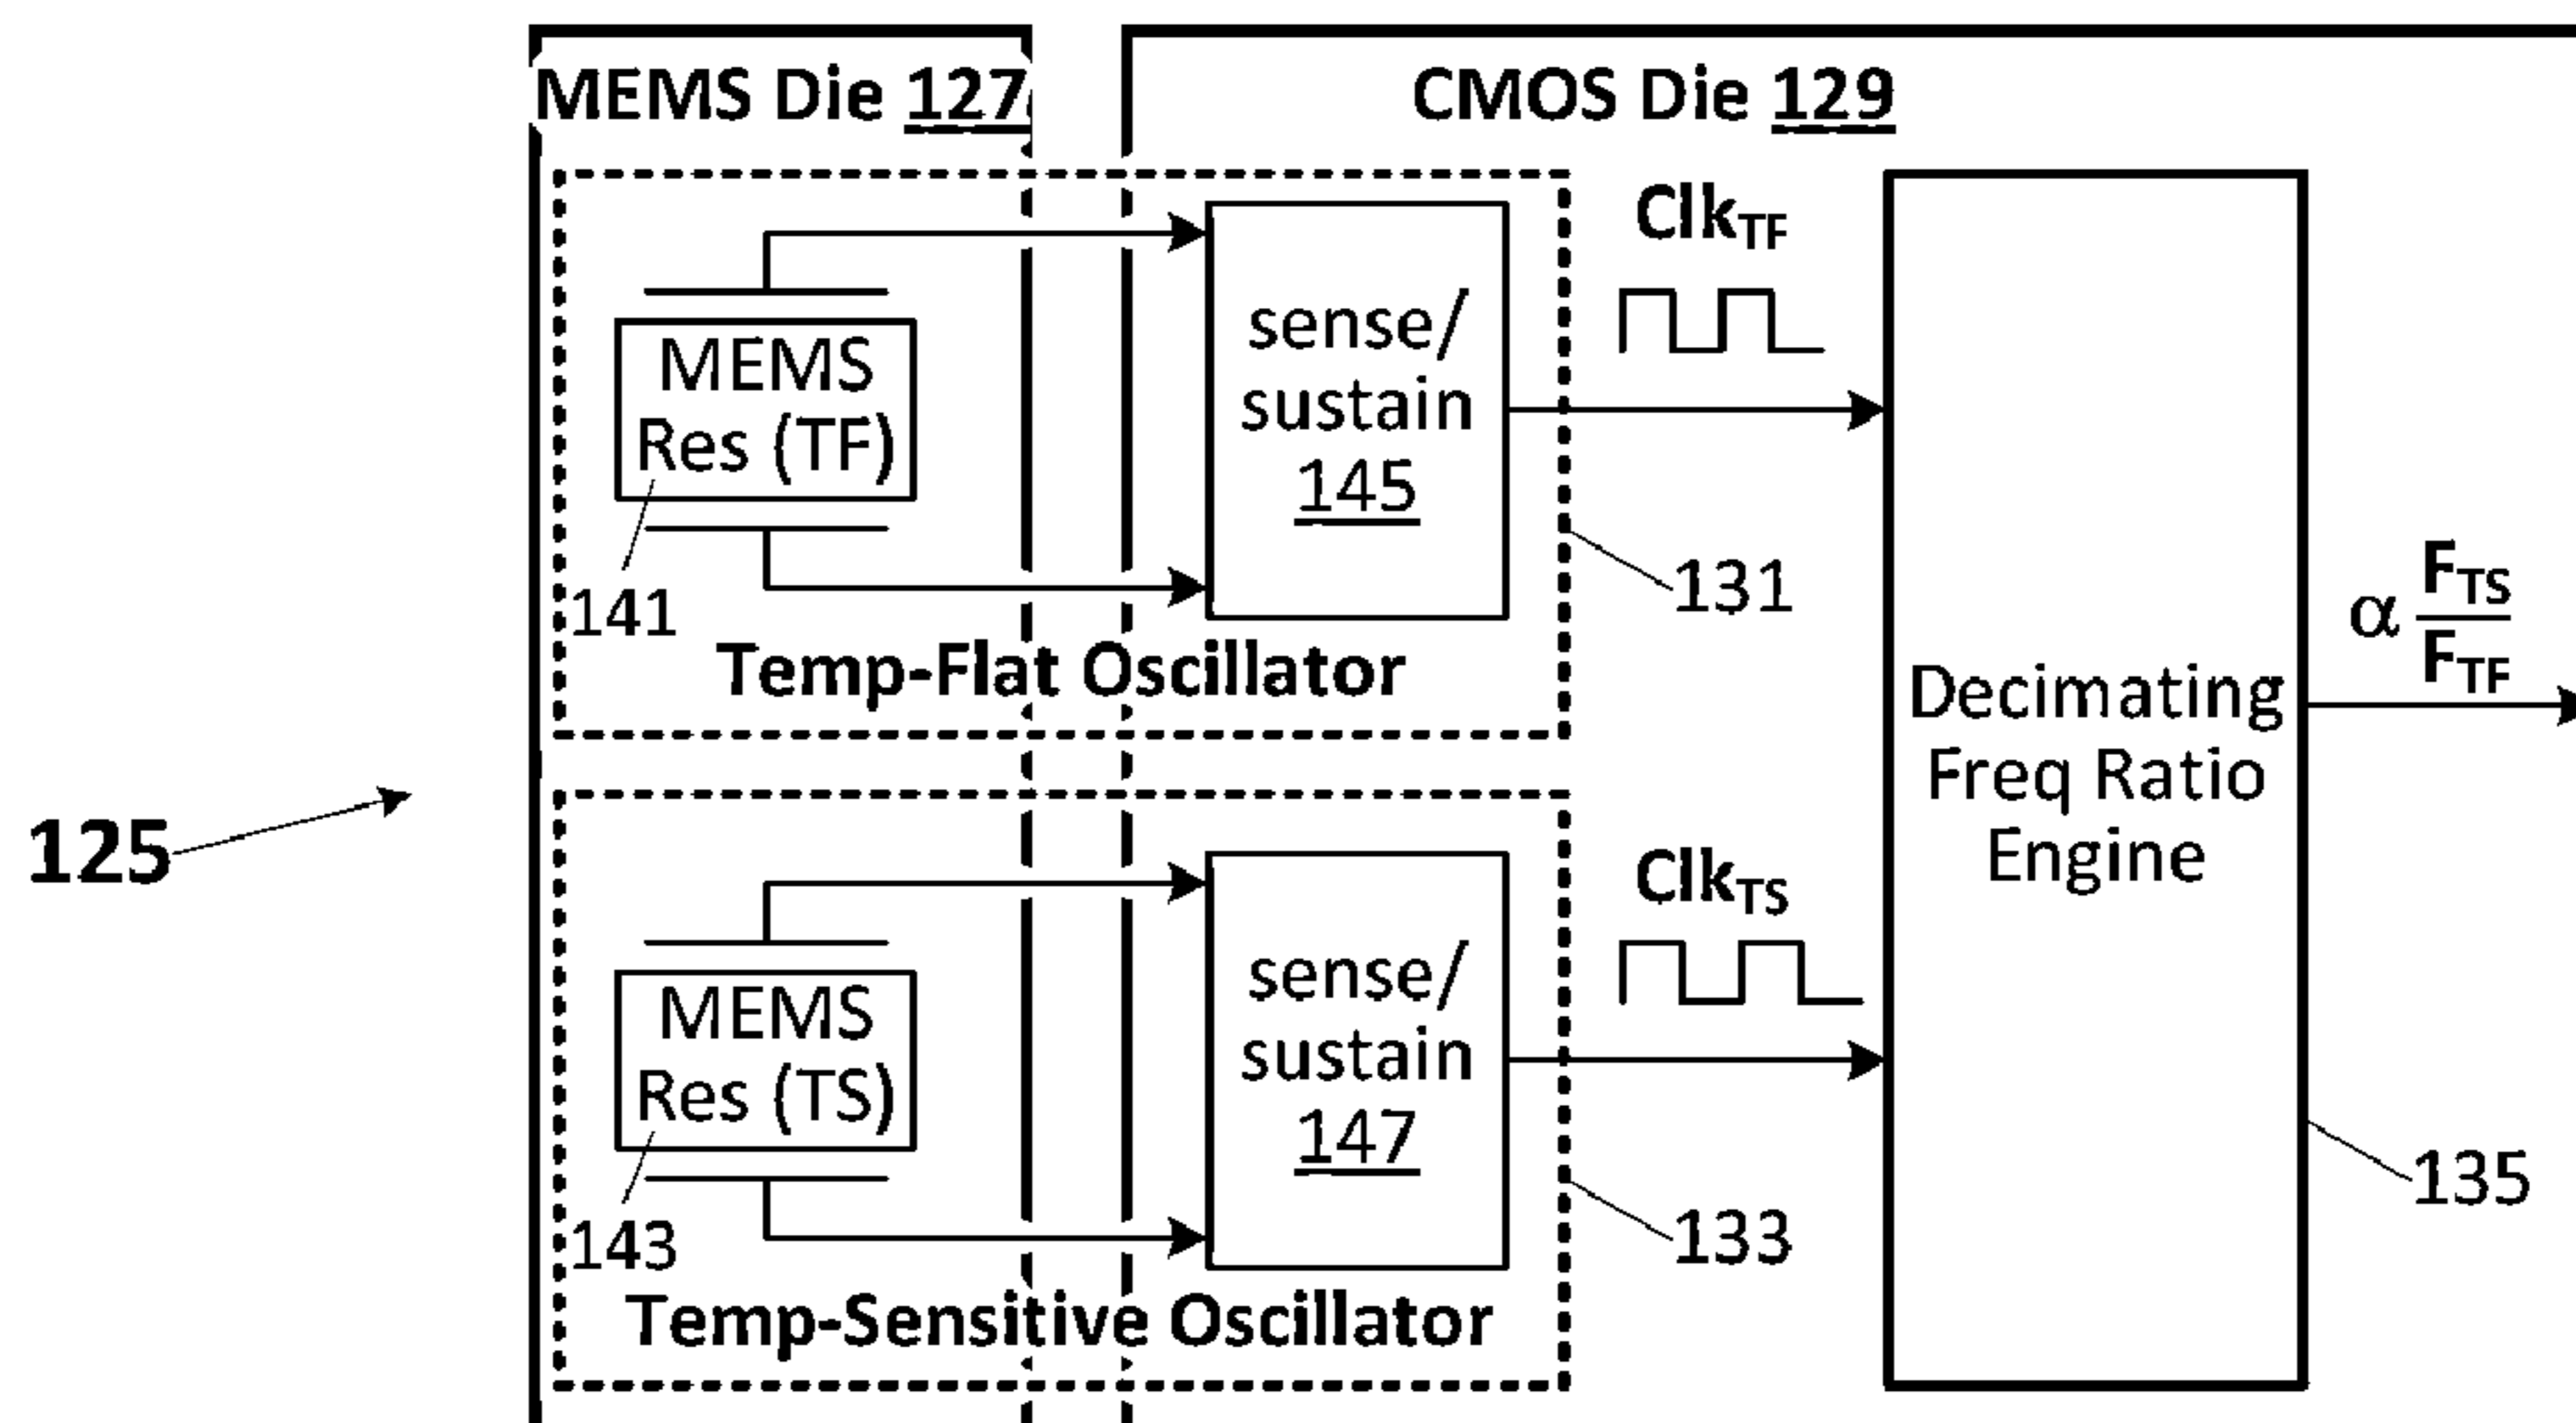 MEMS Die 127
CMOS Die 129
Clk_TF
MEMS
Res (TF)
141
sense/
sustain
145
131
Temp-Flat Oscillator
α F_TS
F_TF
Decimating
Freq Ratio
Engine
125
Clk_TS
MEMS
Res (TS)
143
sense/
sustain
147
133
135
Temp-Sensitive Oscillator